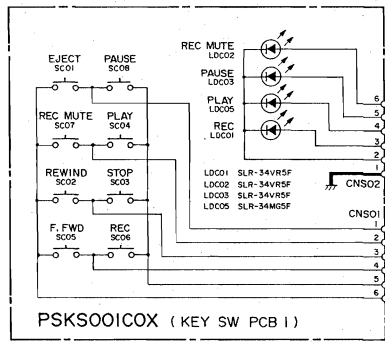 EJECT PAUSE
SC01 SC08
REC MUTE PLAY
SC07 SC04
REWIND STOP
SC02 SC03
F. FWD REC
SC05 SC06
REC MUTE
LDC02
PAUSE
LDC03
PLAY
LDC05
REC
LDC01
6
5
4
3
2
1
LDC01 SLR-34VR5F
LDC02 SLR-34VR5F
LDC03 SLR-34VR5F
LDC05 SLR-34MG5F
CNS02
CNS01
1
2
3
4
5
6
PSKS001COX (KEY SW PCB 1)